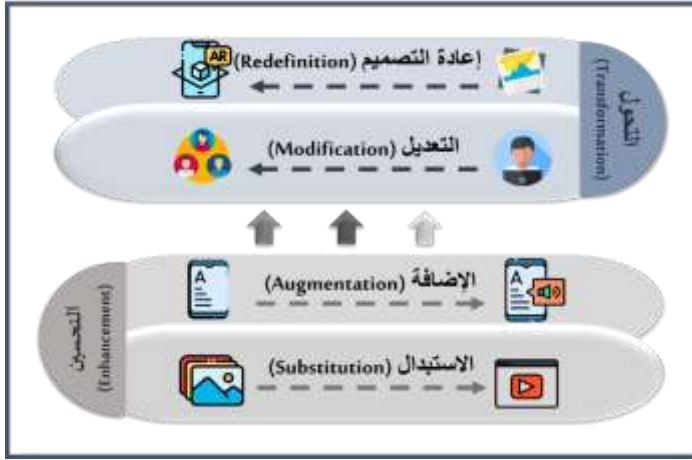 إعادة التصميم (Redefinition)
AR
التحول
(Transformation)
التعديل (Modification)
الإضافة (Augmentation)
A
A
التحسين
(Enhancement)
الاستبدال (Substitution)